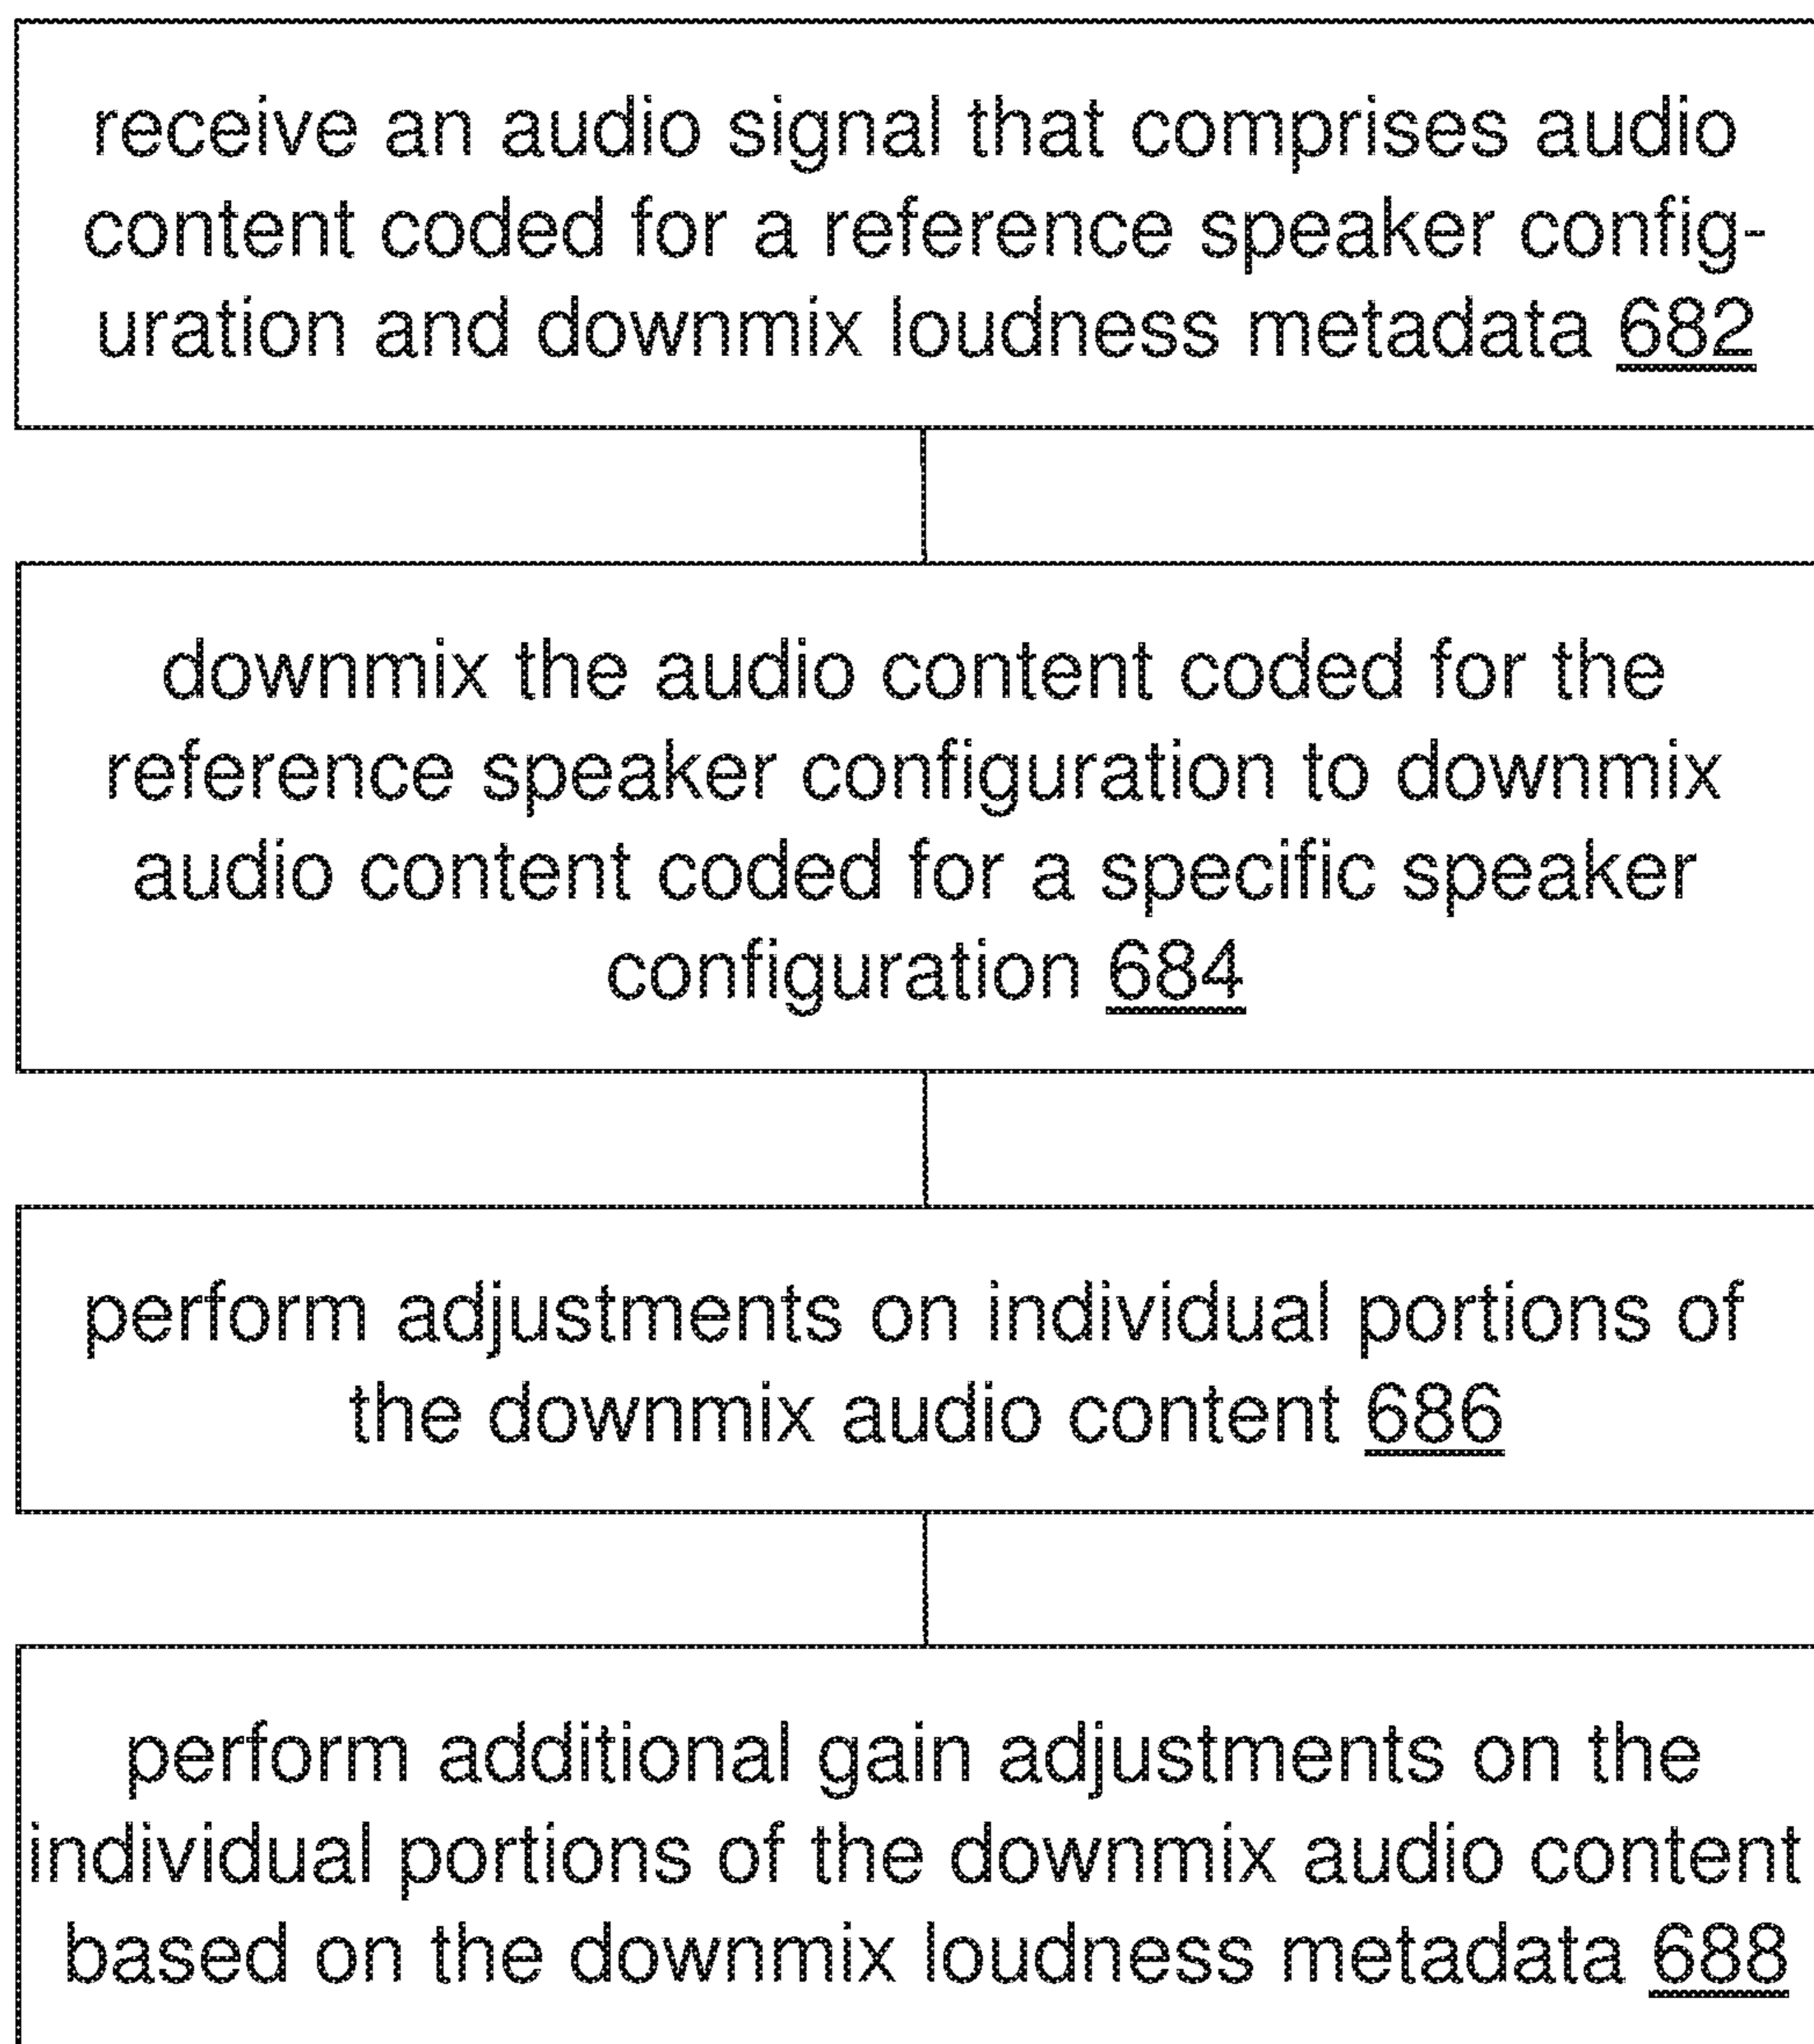 receive an audio signal that comprises audio
content coded for a reference speaker config-
uration and downmix loudness metadata 682
downmix the audio content coded for the
reference speaker configuration to downmix
audio content coded for a specific speaker
configuration 684
perform adjustments on individual portions of
the downmix audio content 686
perform additional gain adjustments on the
individual portions of the downmix audio content
based on the downmix loudness metadata 688